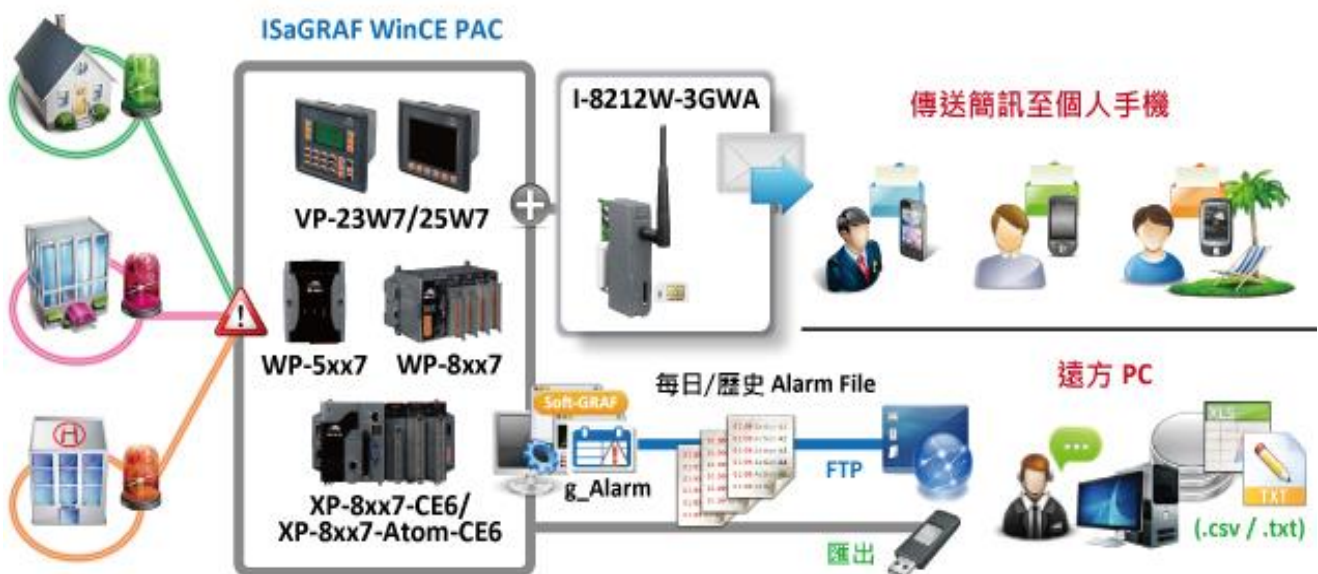 ISaGRAF WinCE PAC
VP-23W7/25W7
WP-5xx7
WP-8xx7
XP-8xx7-CE6/
XP-8xx7-Atom-CE6
I-8212W-3GWA
傳送簡訊至個人手機
Soft-GRAF
g_Alarm
每日/歷史 Alarm File
FTP
匯出
遠方 PC
XLS
TXT
(.csv / .txt)
H